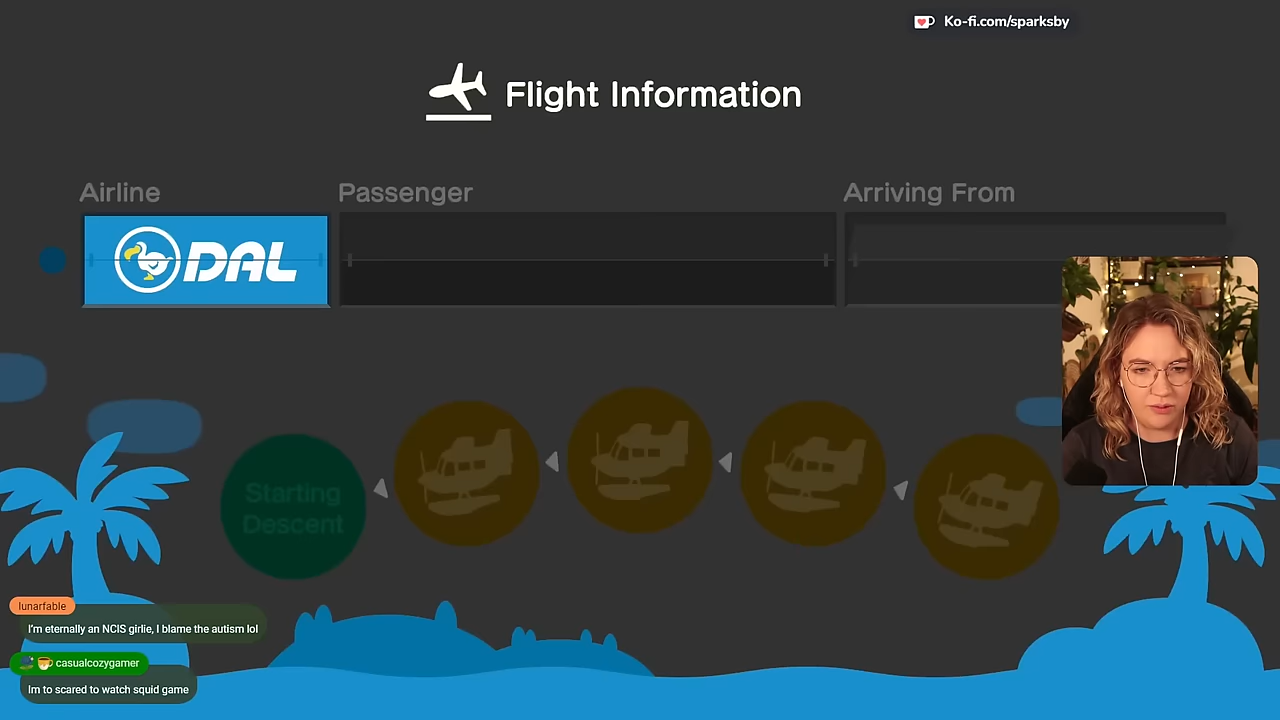 Ko-fi.com/sparksby
Flight Information
Airline
Passenger
Arriving From
DAL
Starting
Descent
lunarfable
I'm eternally an NCIS girlie, I blame the autism lol
casualcozygamer
Im to scared to watch squid game